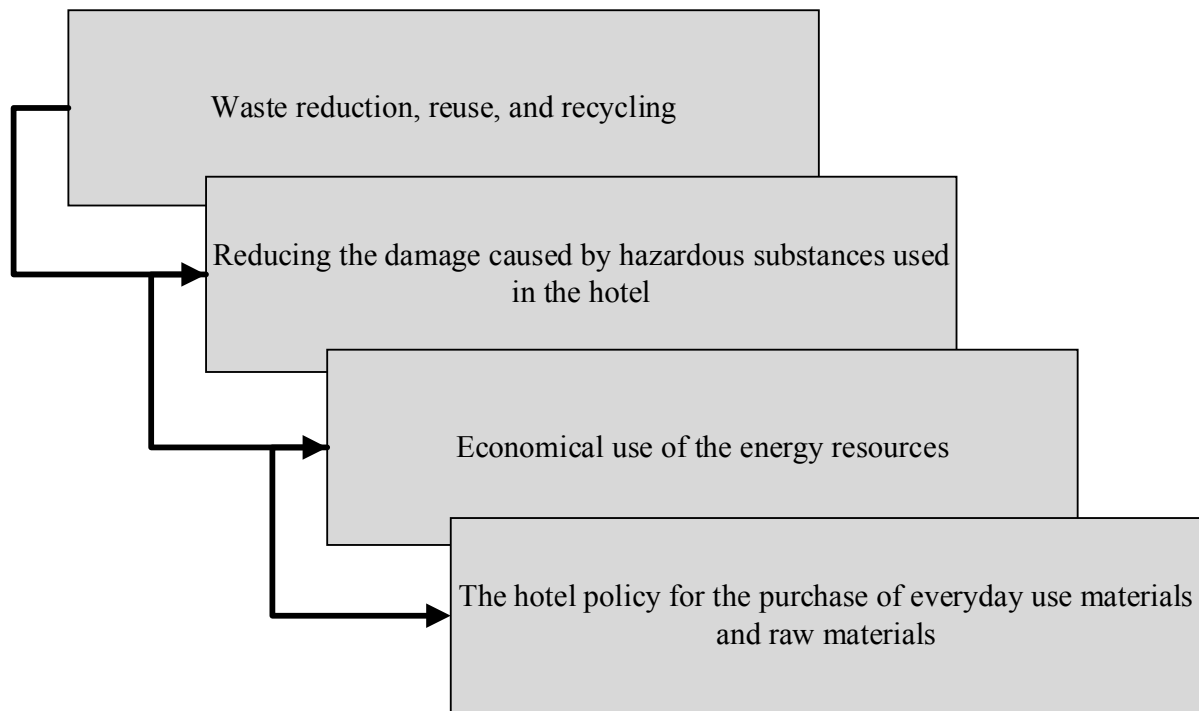 Waste reduction, reuse, and recycling
Reducing the damage caused by hazardous substances used
in the hotel
Economical use of the energy resources
The hotel policy for the purchase of everyday use materials
and raw materials